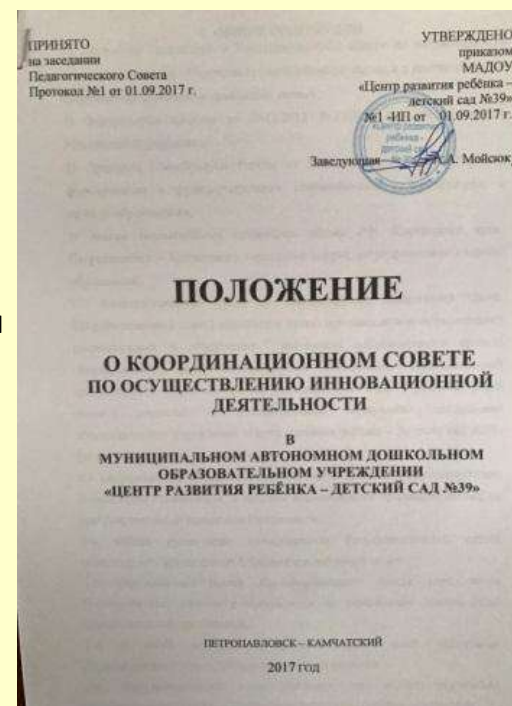 ПРИНЯТО
на заседании
Педагогического Совета
Протокол №1 от 01.09.2017 г.
УТВЕРЖДЕНО
приказом
МАДОУ
«Центр развития ребёнка –
детский сад №39»
№1 -ИП от 01.09.2017 г.
Заведующая А. Мойсюк
ПОЛОЖЕНИЕ
О КООРДИНАЦИОННОМ СОВЕТЕ
ПО ОСУЩЕСТВЛЕНИЮ ИННОВАЦИОННОЙ
ДЕЯТЕЛЬНОСТИ
В
МУНИЦИПАЛЬНОМ АВТОНОМНОМ ДОШКОЛЬНОМ
ОБРАЗОВАТЕЛЬНОМ УЧРЕЖДЕНИИ
«ЦЕНТР РАЗВИТИЯ РЕБЁНКА – ДЕТСКИЙ САД №39»
ПЕТРОПАВЛОВСК – КАМЧАТСКИЙ
2017 год